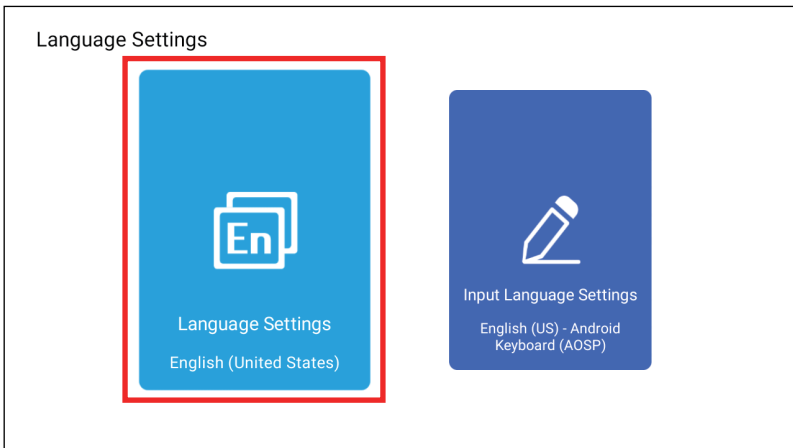 Language Settings
En
Language Settings
English (United States)
Input Language Settings
English (US) - Android
Keyboard (AOSP)